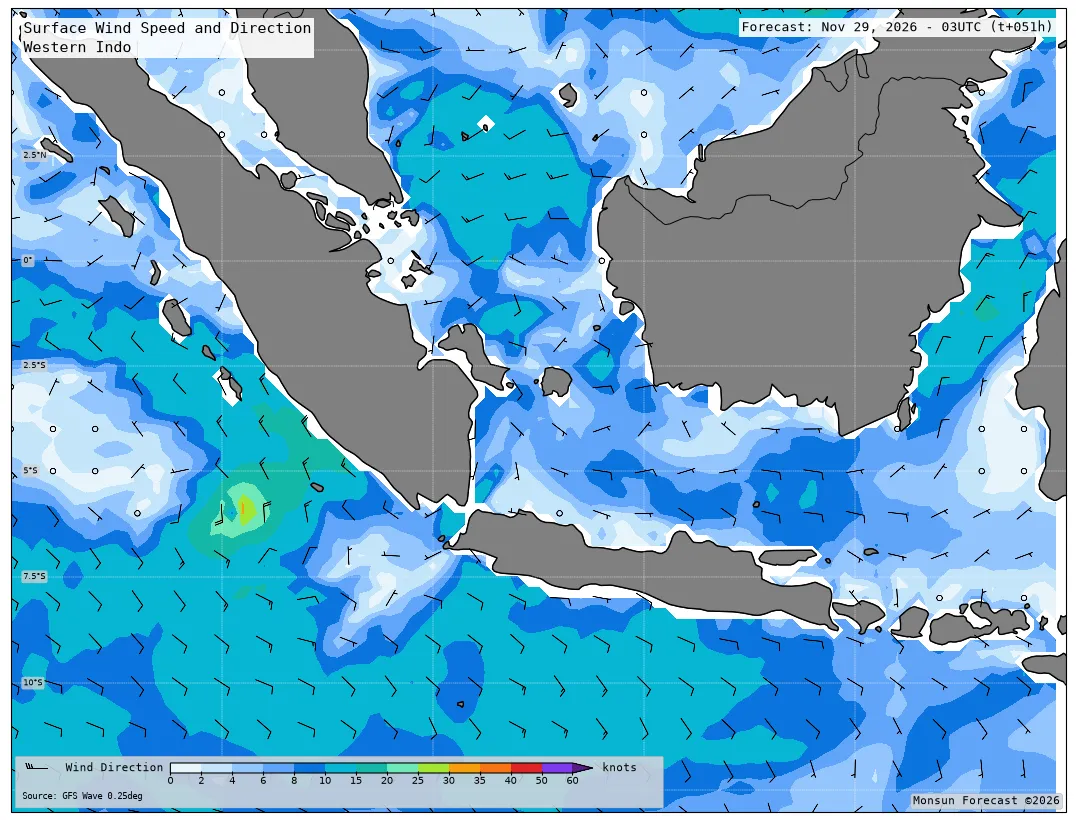 Surface Wind Speed and Direction
Western Indo
Forecast: Nov 29, 2026 - 03UTC (t+051h)
2.5°N
0°
2.5°S
5°S
7.5°S
10°S
Wind Direction
0 2 4 6 8 10 15 20 25 30 35 40 50 60
knots
Source: GFS Wave 0.25deg
Monsun Forecast ©2026